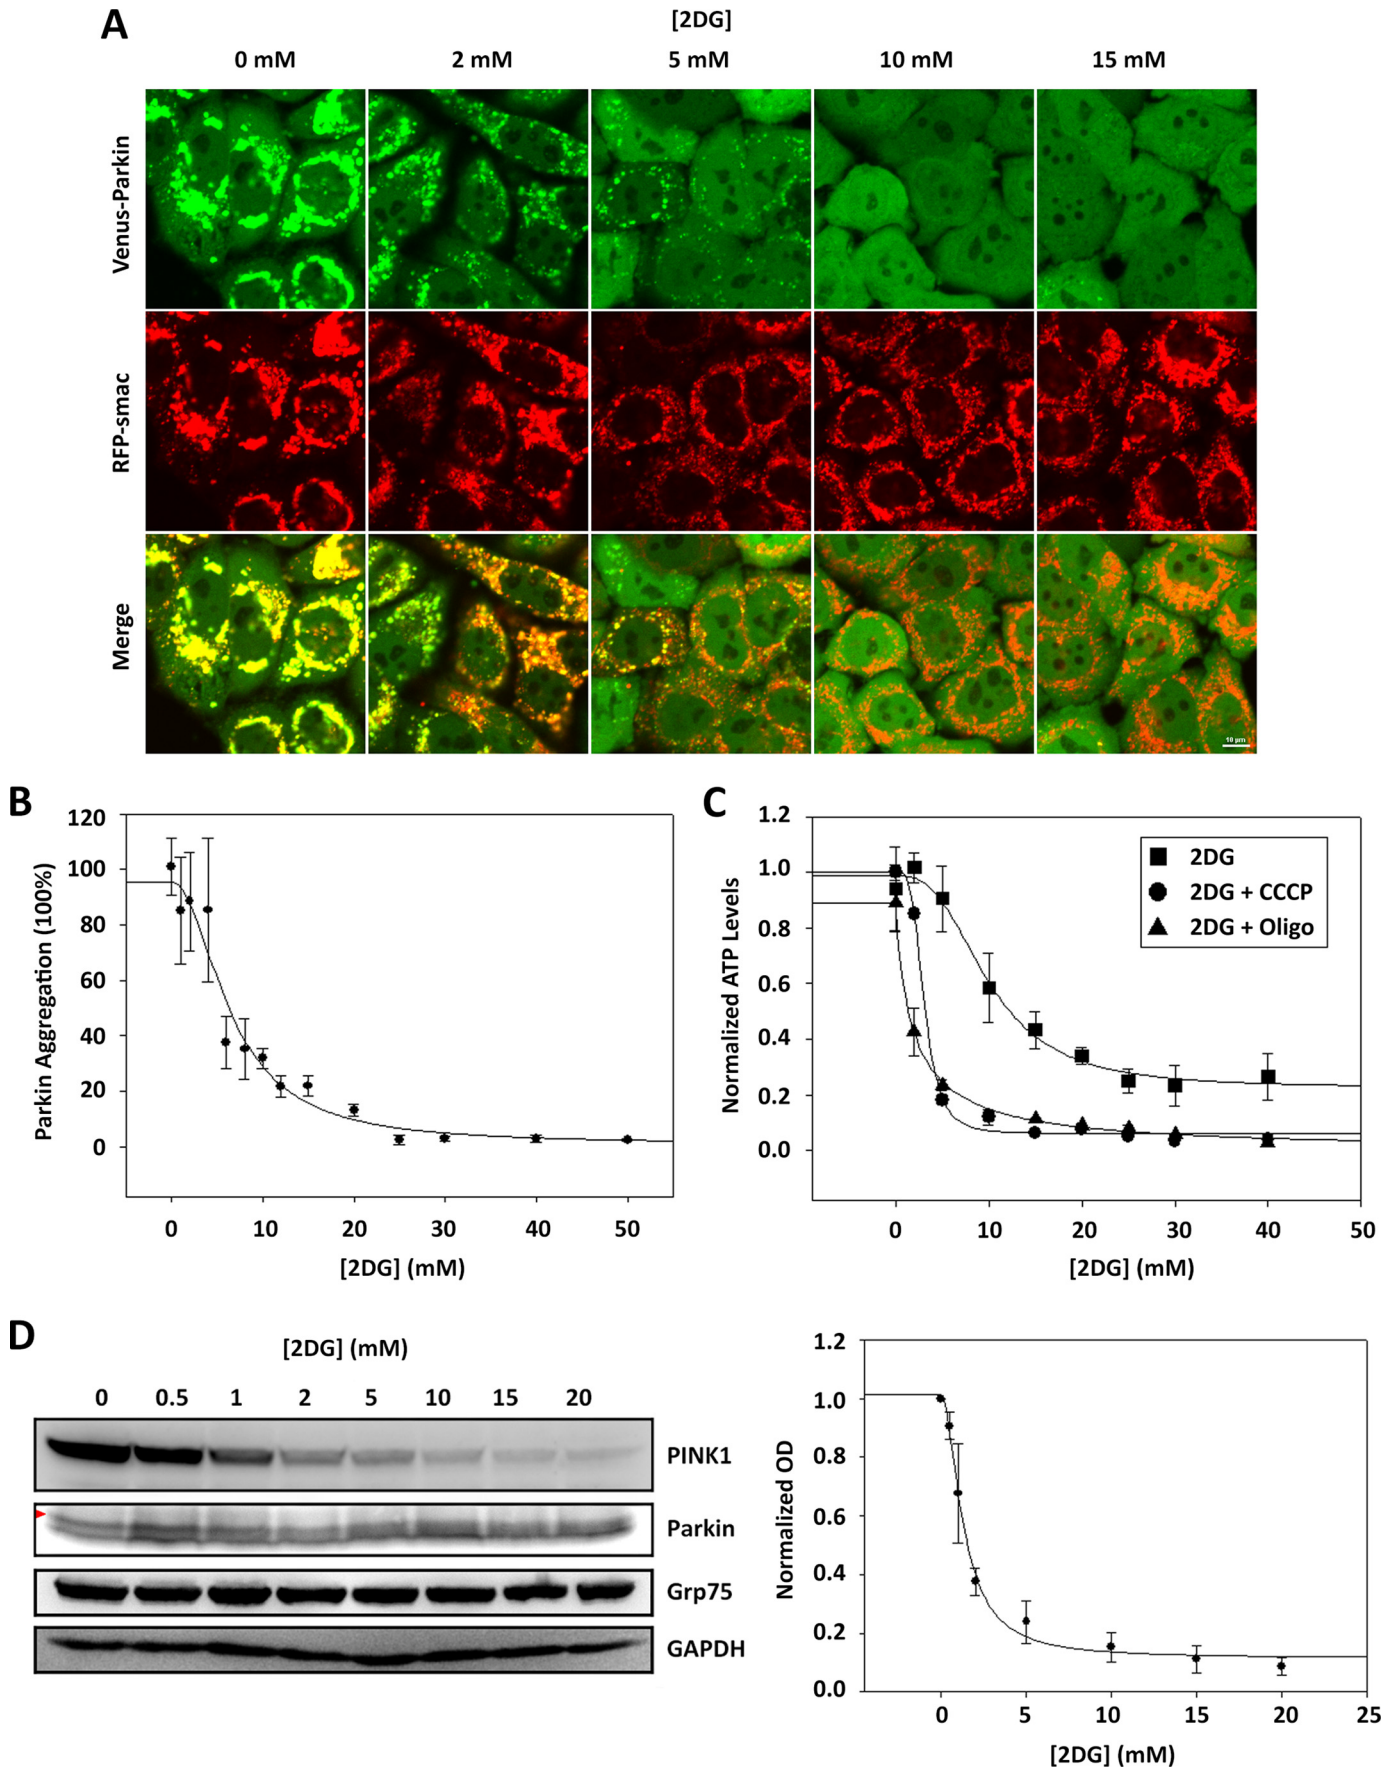 A
[2DG]
0 mM 2 mM 5 mM 10 mM 15 mM
Venus-Parkin
RFP-smac
Merge
10 µm
B
120
100
80
60
40
20
0
Parkin Aggregation (100%)
0 10 20 30 40 50
[2DG] (mM)
C
1.2
1.0
0.8
0.6
0.4
0.2
0.0
Normalized ATP Levels
2DG
2DG + CCCP
2DG + Oligo
0 10 20 30 40 50
[2DG] (mM)
D
[2DG] (mM)
0 0.5 1 2 5 10 15 20
PINK1
Parkin
Grp75
GAPDH
1.2
1.0
0.8
0.6
0.4
0.2
0.0
Normalized OD
0 5 10 15 20 25
[2DG] (mM)